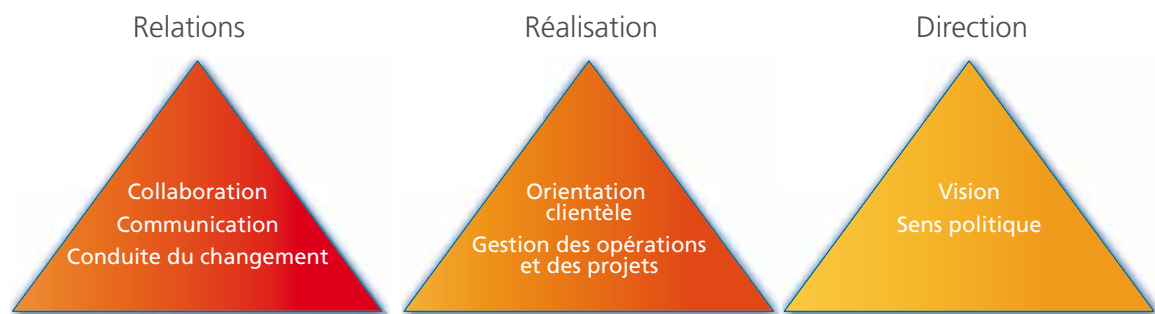 Relations
Collaboration
Communication
Conduite du changement
Réalisation
Orientation
clientèle
Gestion des opérations
et des projets
Direction
Vision
Sens politique